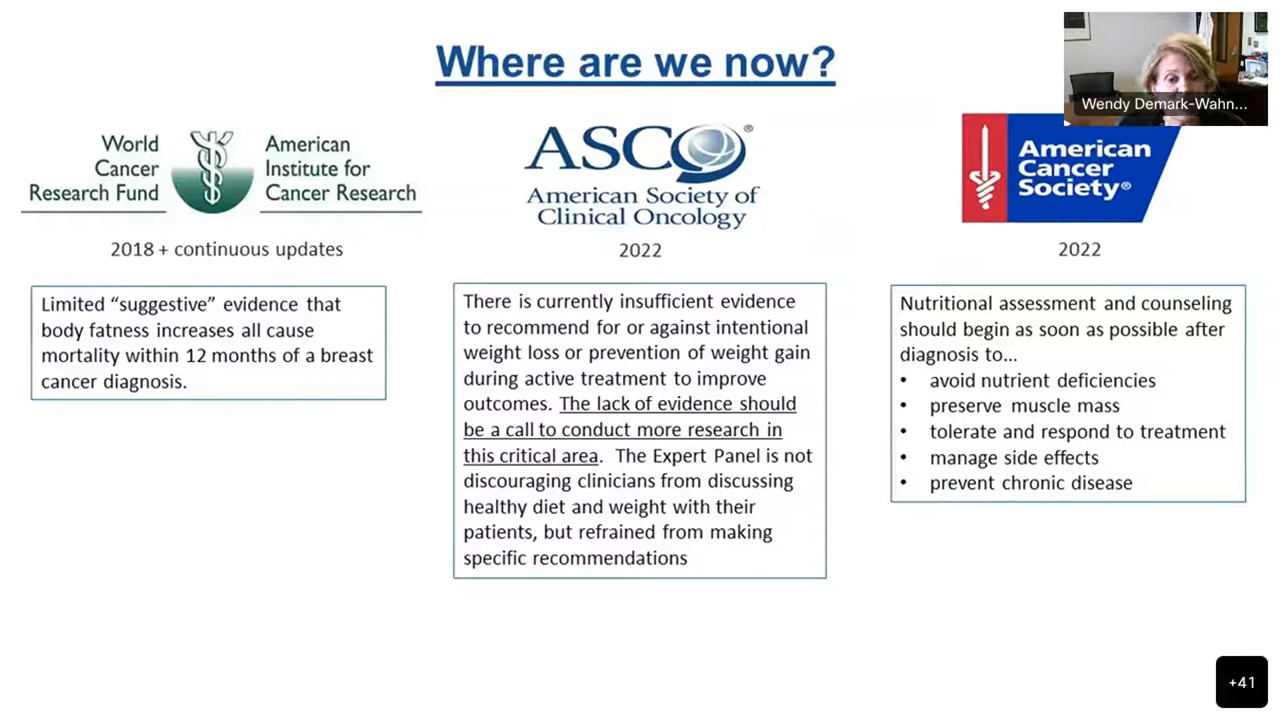 Where are we now?
Wendy Demark-Wahn...
World
Cancer
Research Fund
American
Institute for
Cancer Research
2018 + continuous updates
Limited “suggestive” evidence that
body fatness increases all cause
mortality within 12 months of a breast
cancer diagnosis.
ASCO®
American Society of
Clinical Oncology
2022
There is currently insufficient evidence
to recommend for or against intentional
weight loss or prevention of weight gain
during active treatment to improve
outcomes. The lack of evidence should
be a call to conduct more research in
this critical area. The Expert Panel is not
discouraging clinicians from discussing
healthy diet and weight with their
patients, but refrained from making
specific recommendations
American
Cancer
Society®
2022
Nutritional assessment and counseling
should begin as soon as possible after
diagnosis to...
• avoid nutrient deficiencies
• preserve muscle mass
• tolerate and respond to treatment
• manage side effects
• prevent chronic disease
+41